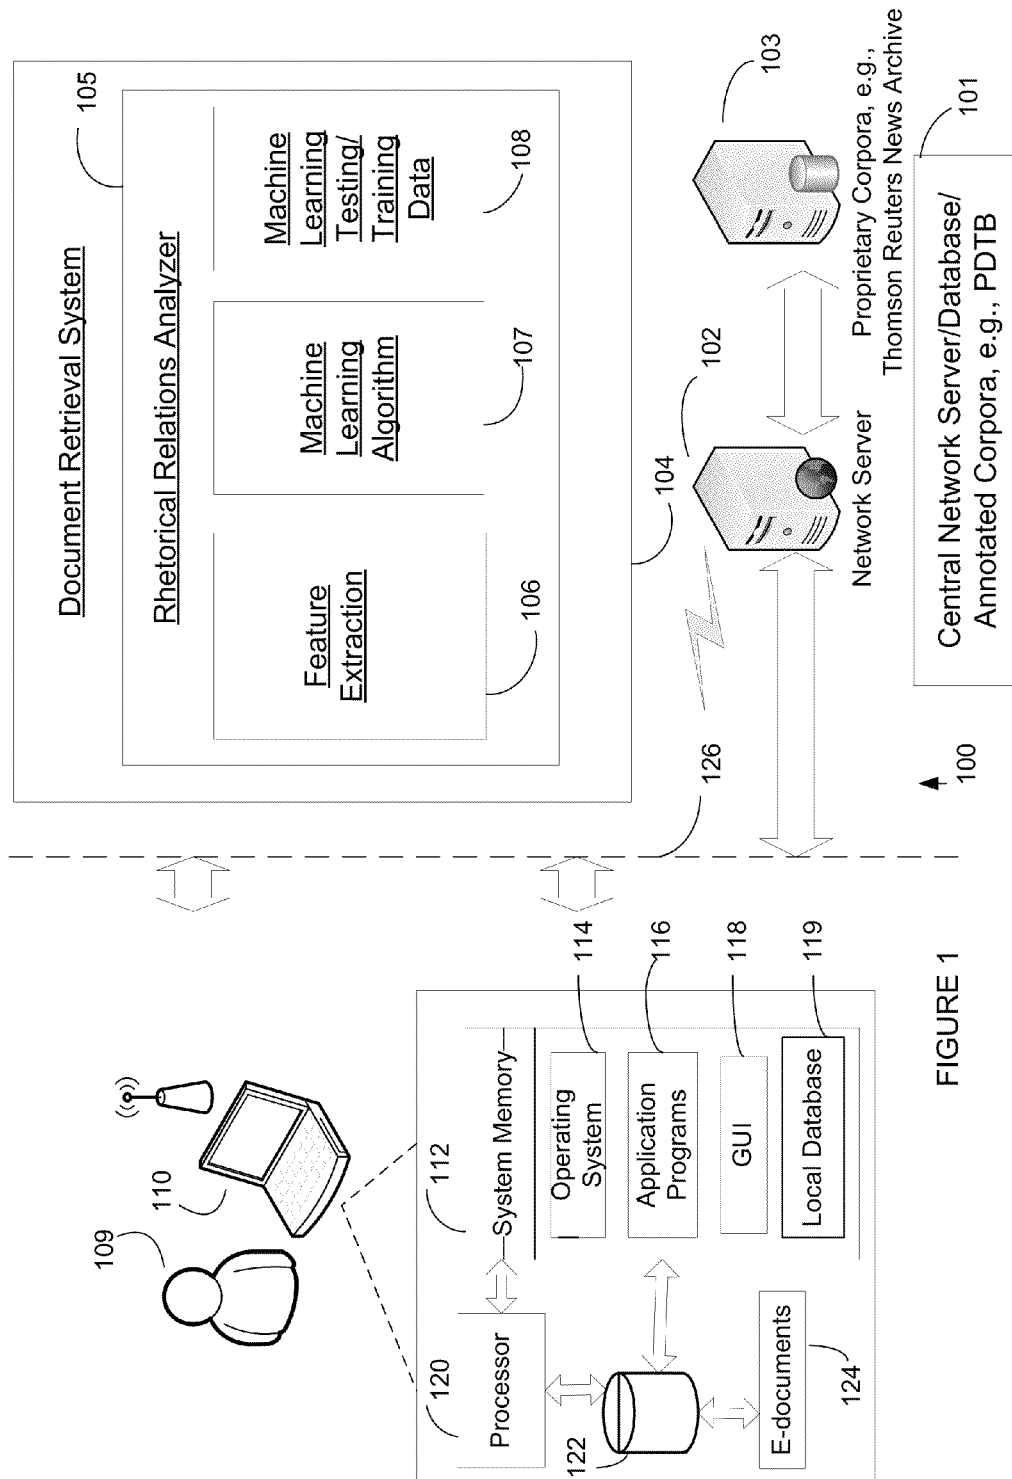 109
110
120
112
Processor
System Memory
122
Operating
System
114
Application
Programs
116
GUI
118
Local Database
119
E-documents
124
FIGURE 1
Document Retrieval System
105
Rhetorical Relations Analyzer
Feature
Extraction
106
Machine
Learning
Algorithm
107
Machine
Learning
Testing/
Training
Data
108
104
126
102
103
Network Server
Proprietary Corpora, e.g.,
Thomson Reuters News Archive
100
101
Central Network Server/Database/
Annotated Corpora, e.g., PDTB